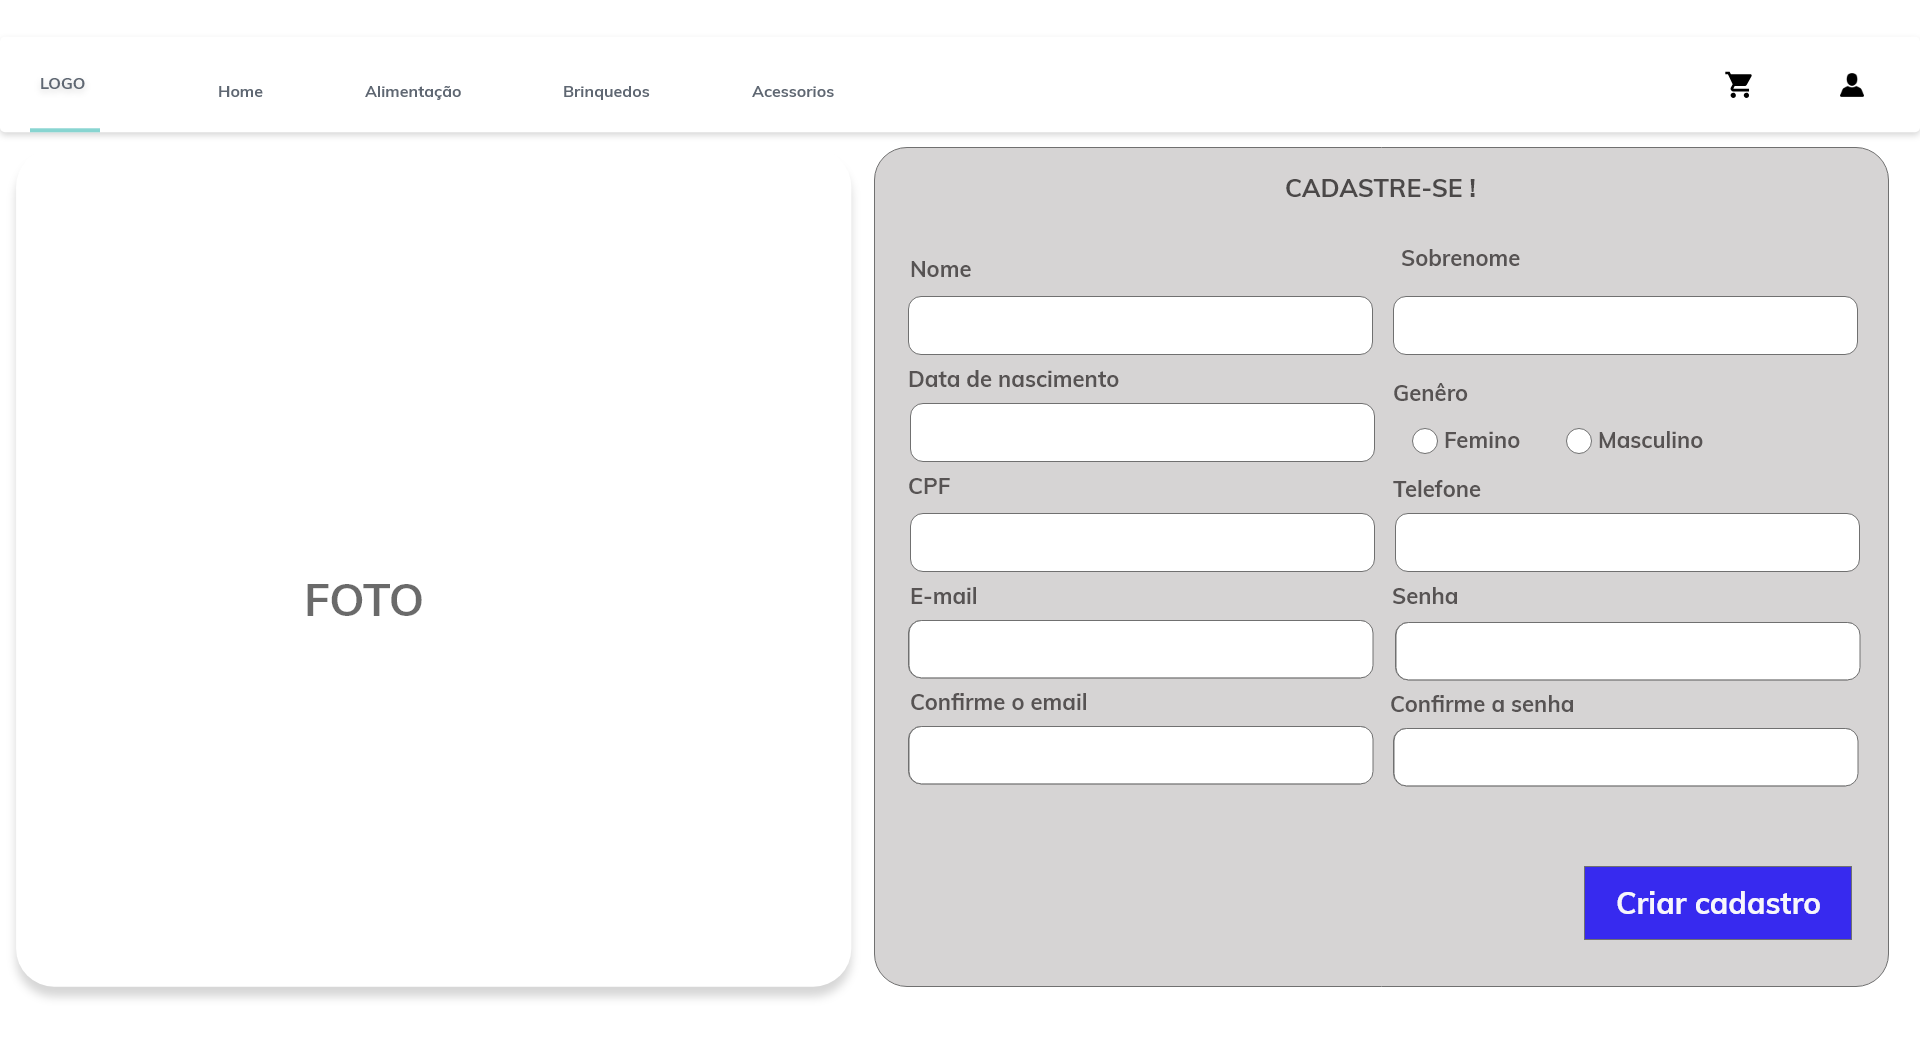 LOGO
Home
Alimentação
Brinquedos
Acessorios
FOTO
CADASTRE-SE !
Nome
Sobrenome
Data de nascimento
Genêro
Femino
Masculino
CPF
Telefone
E-mail
Senha
Confirme o email
Confirme a senha
Criar cadastro